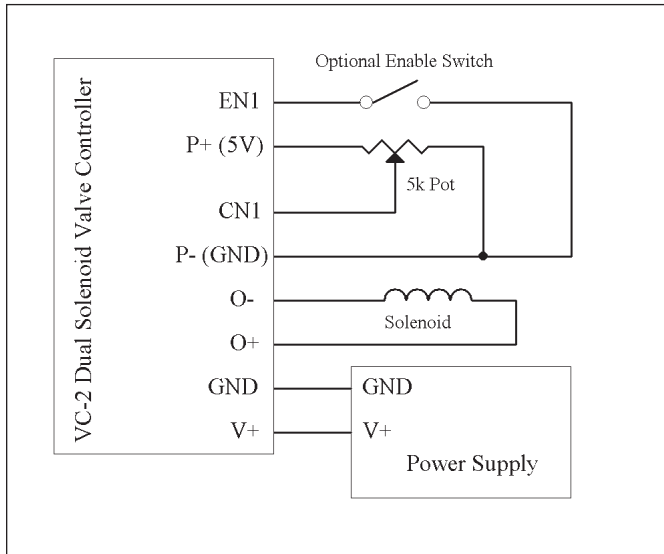 VC-2 Dual Solenoid Valve Controller
Optional Enable Switch
EN1
P+ (5V)
5k Pot
CN1
P- (GND)
O-
Solenoid
O+
GND
GND
V+
V+
Power Supply